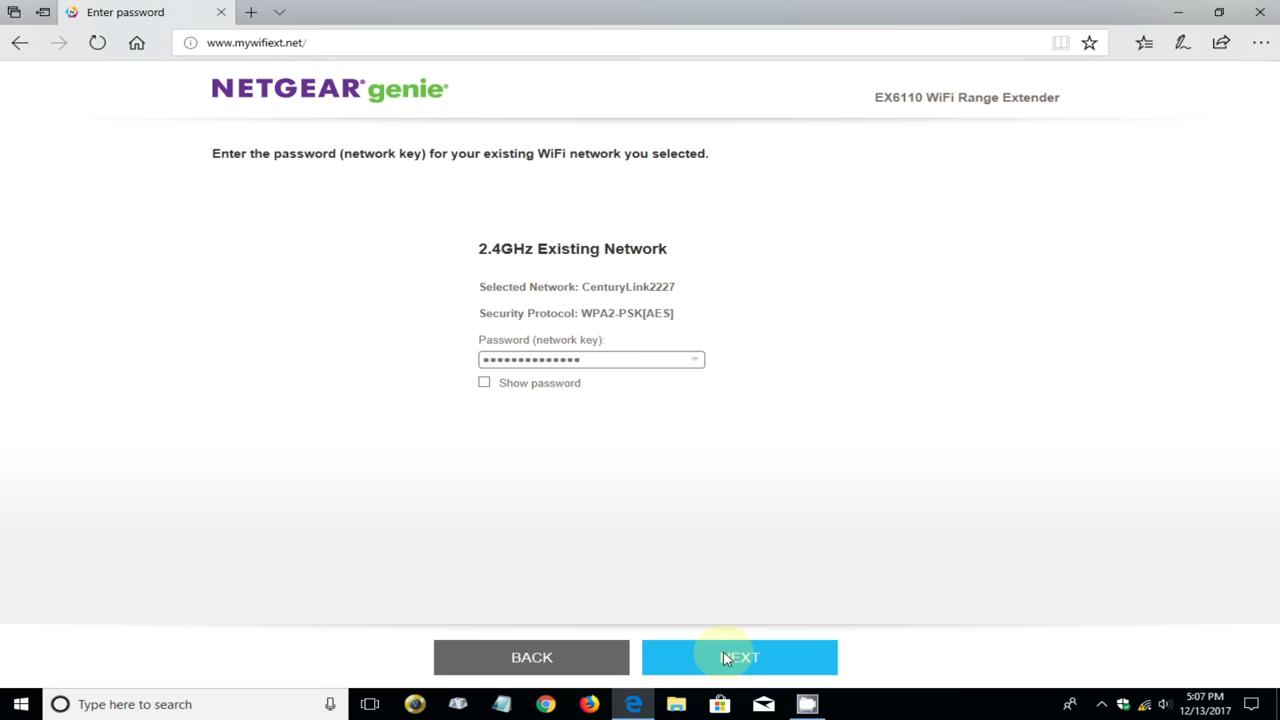 Enter password
www.mywifiext.net/
NETGEAR® genie®
EX6110 WiFi Range Extender
Enter the password (network key) for your existing WiFi network you selected.
2.4GHz Existing Network
Selected Network: CenturyLink2227
Security Protocol: WPA2-PSK[AES]
Password (network key):
••••••••••••••
Show password
BACK
NEXT
Type here to search
5:07 PM
12/13/2017